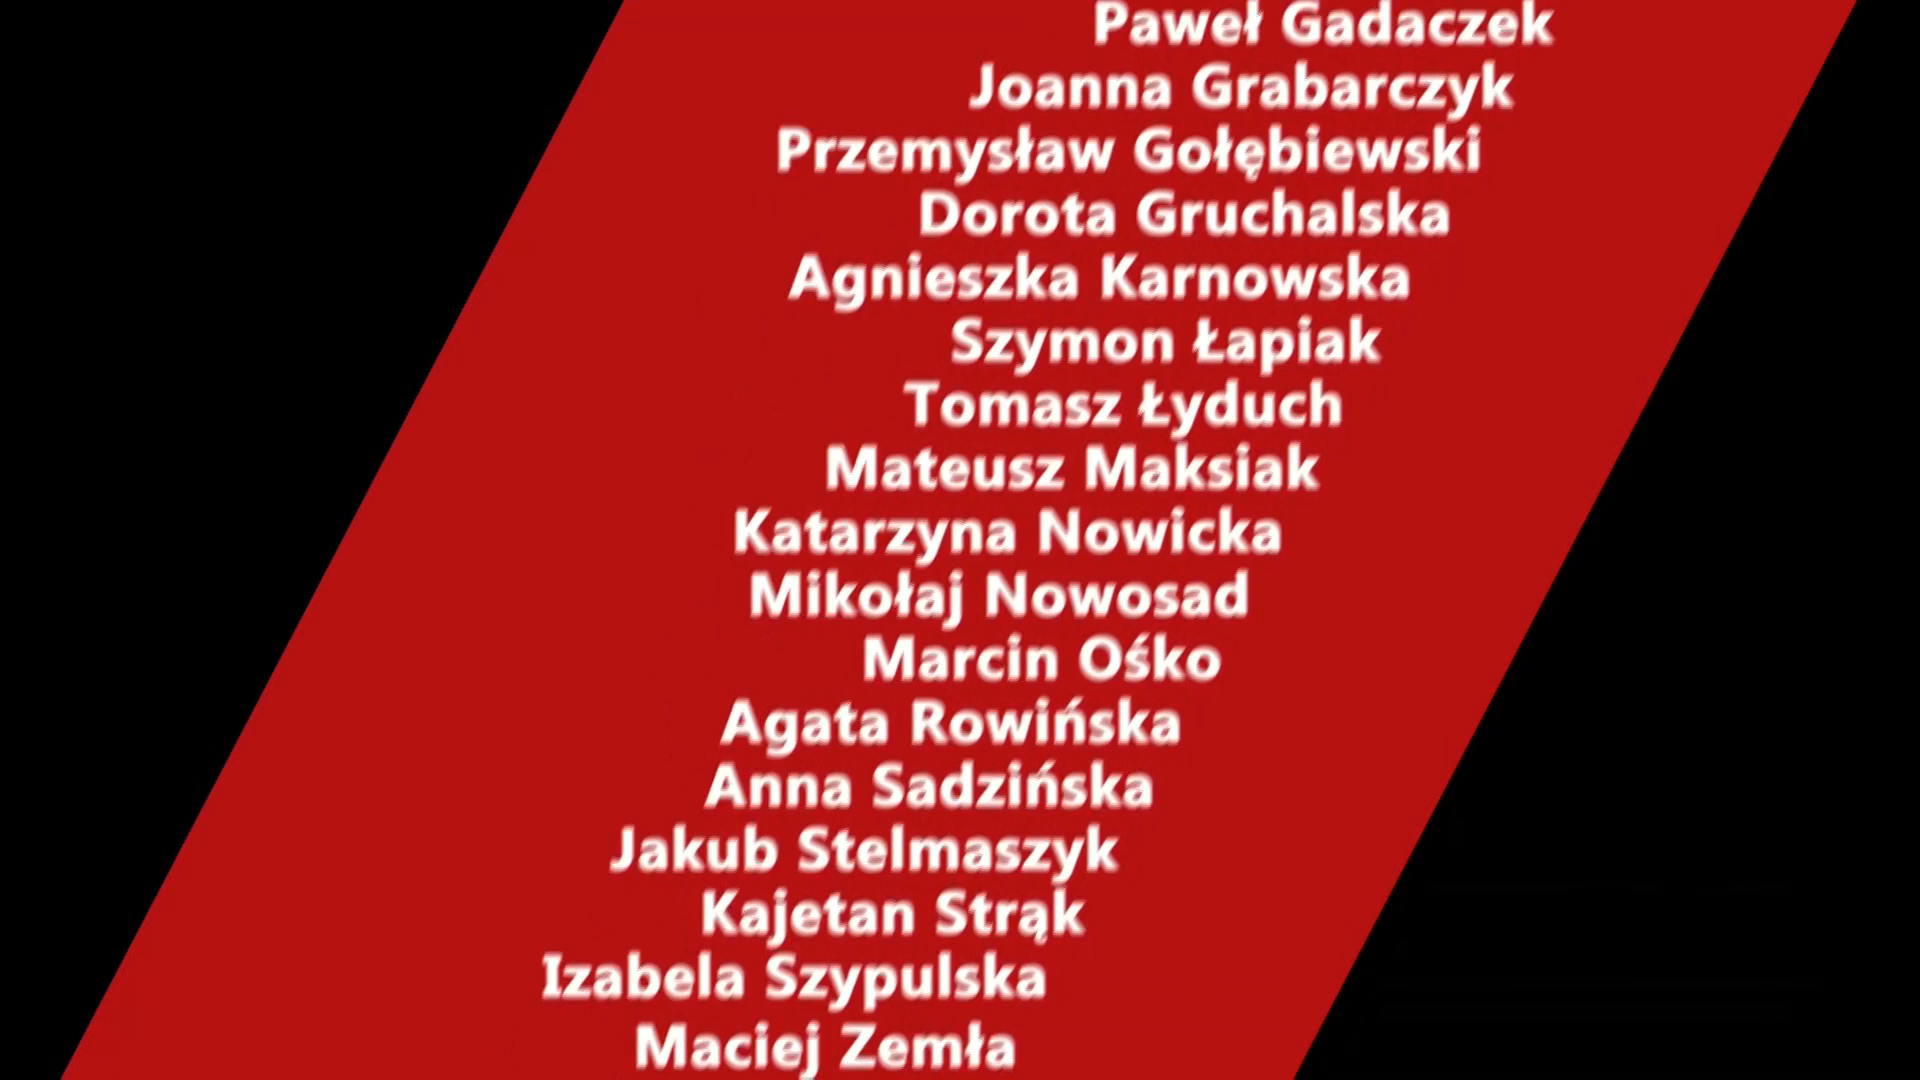 Paweł Gadaczek
Joanna Grabarczyk
Przemysław Gołębiewski
Dorota Gruchalska
Agnieszka Karnowska
Szymon Łapiak
Tomasz Łyduch
Mateusz Maksiak
Katarzyna Nowicka
Mikołaj Nowosad
Marcin Ośko
Agata Rowińska
Anna Sadzińska
Jakub Stelmaszyk
Kajetan Strąk
Izabela Szypulska
Maciej Zemła